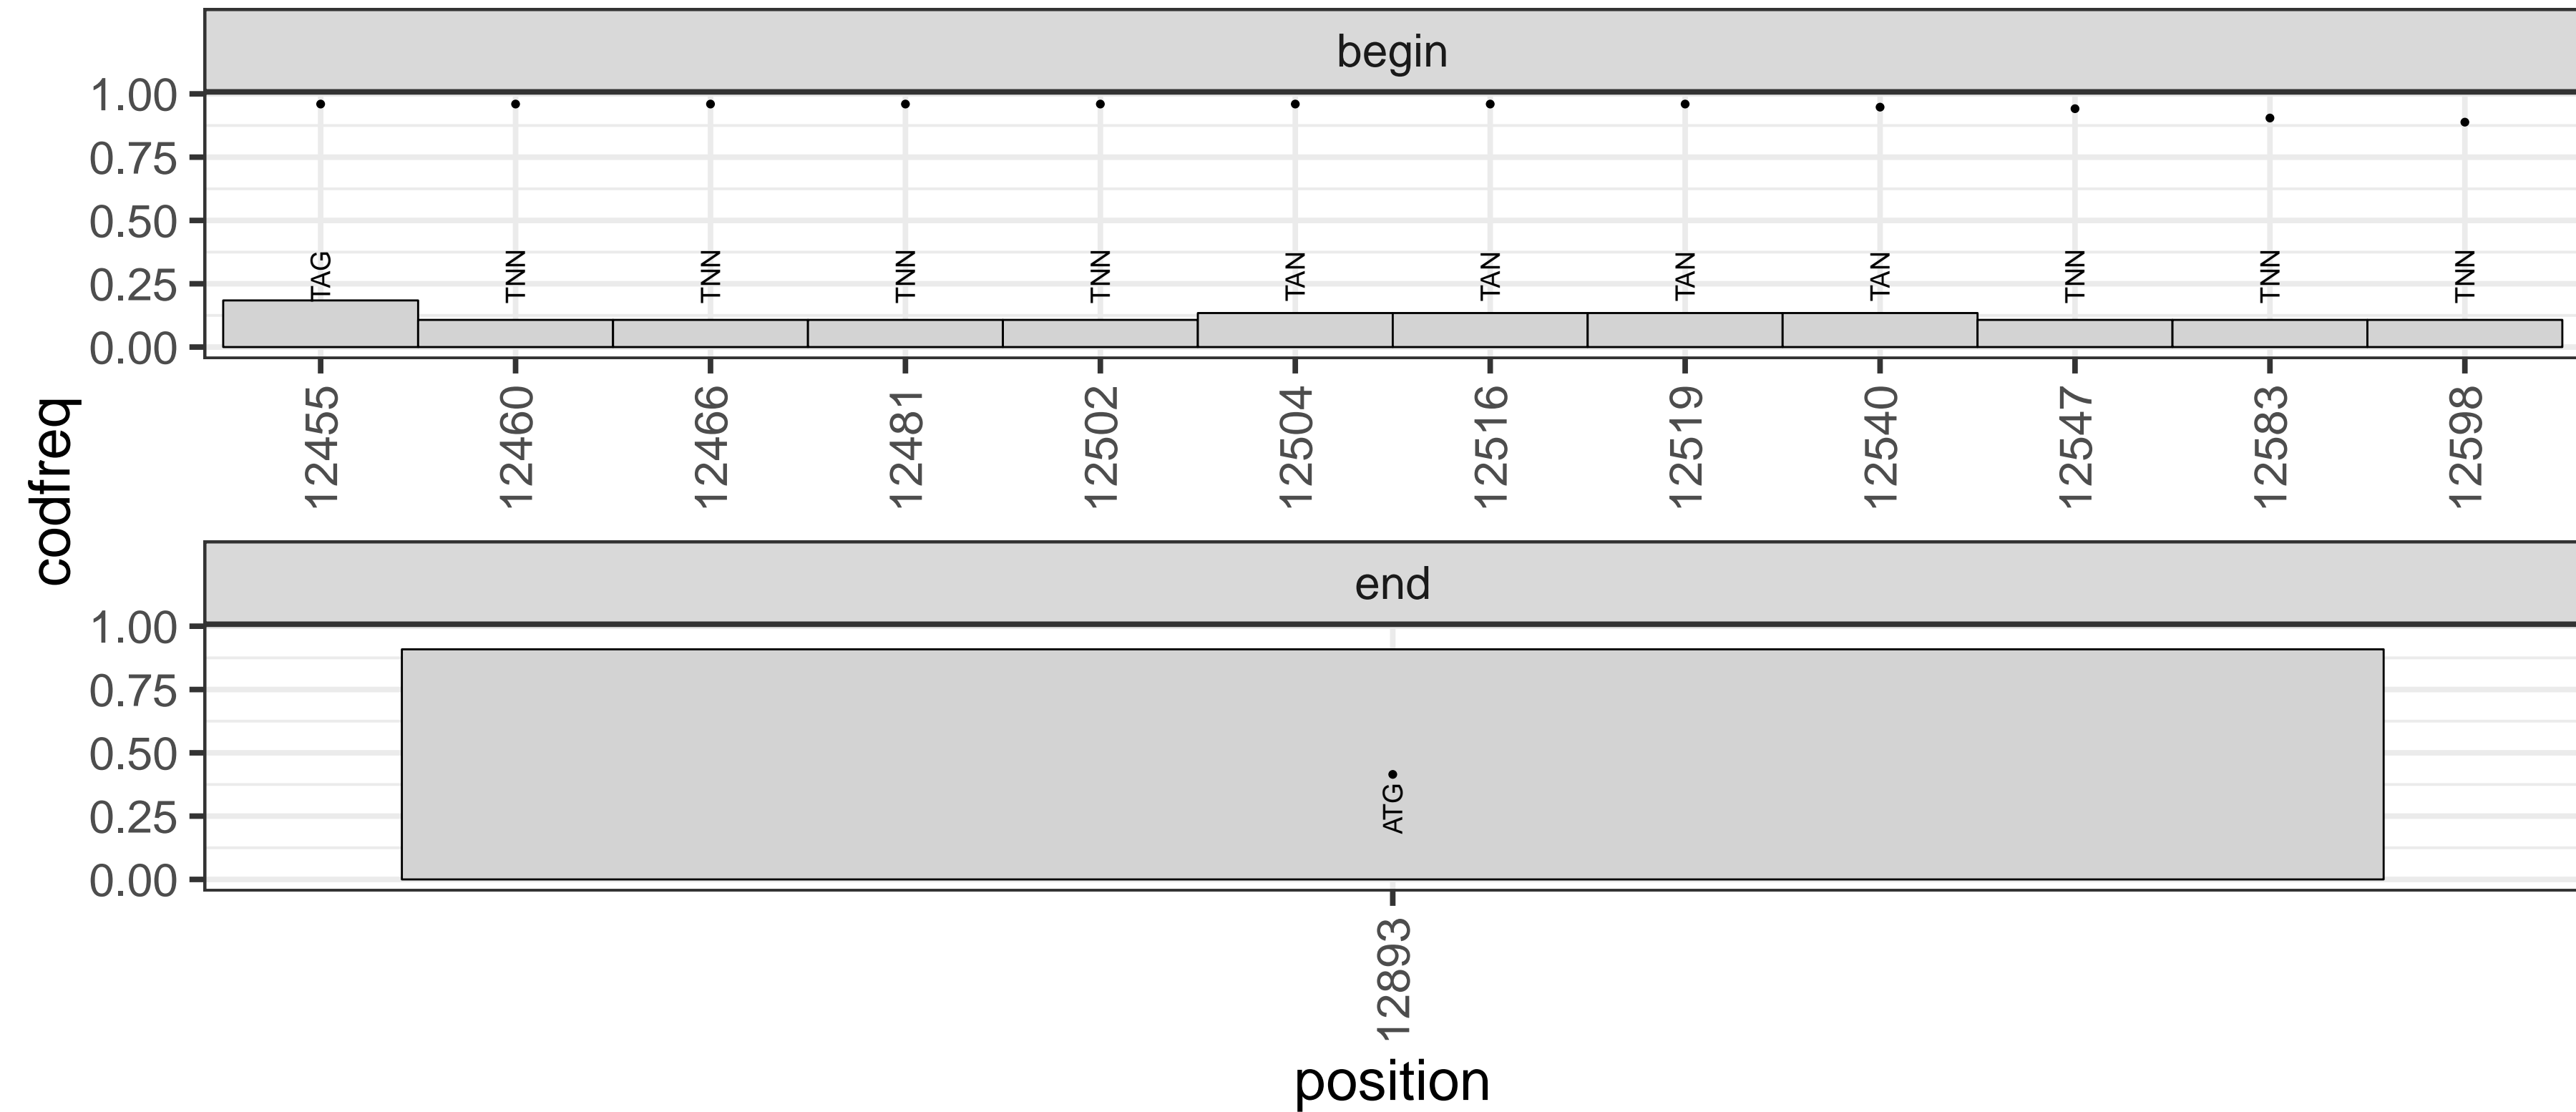 begin
1.00
0.75
0.50
0.25
0.00
TAG TNN TNN TNN TNN TAN TAN TAN TAN TNN TNN TNN
12455 12460 12466 12481 12502 12504 12516 12519 12540 12547 12583 12598
codfreq
end
1.00
0.75
0.50
0.25
0.00
ATG
12893
position